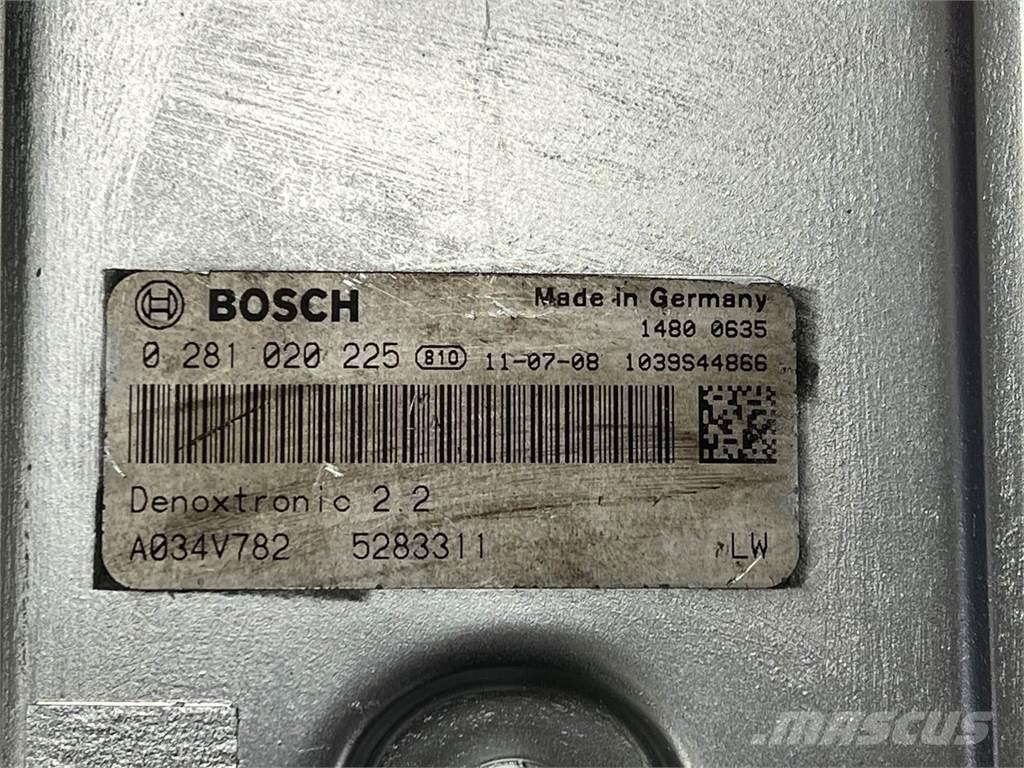 BOSCH Made in Germany
1480 0635
0 281 020 225 810 11-07-08 1039S44866
Denoxtronic 2.2
A034V782 5283311 LW
MASCUS